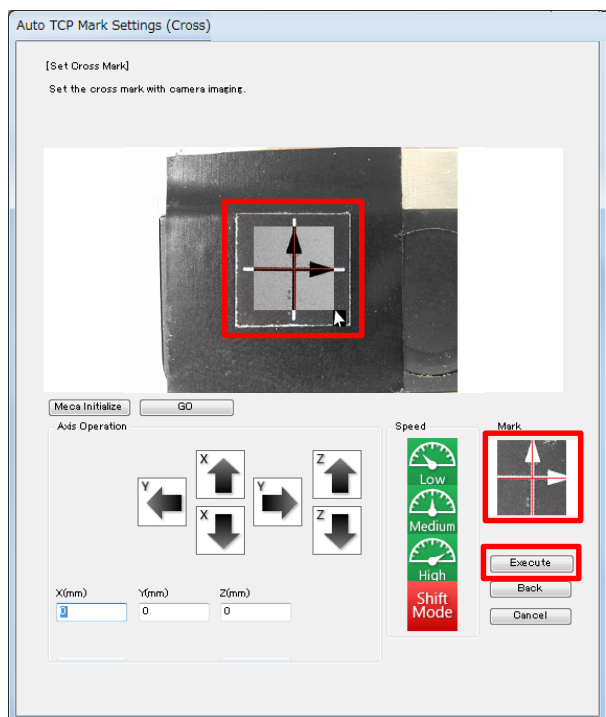 Auto TCP Mark Settings (Cross)
[Set Cross Mark]
Set the cross mark with camera imaging.
Meca Initialize GO
Axis Operation
Speed
Mark
X
Z
Y
Y
X
Z
Low
Medium
High
Shift
Mode
Execute
Back
Cancel
X(mm) Y(mm) Z(mm)
0 0 0